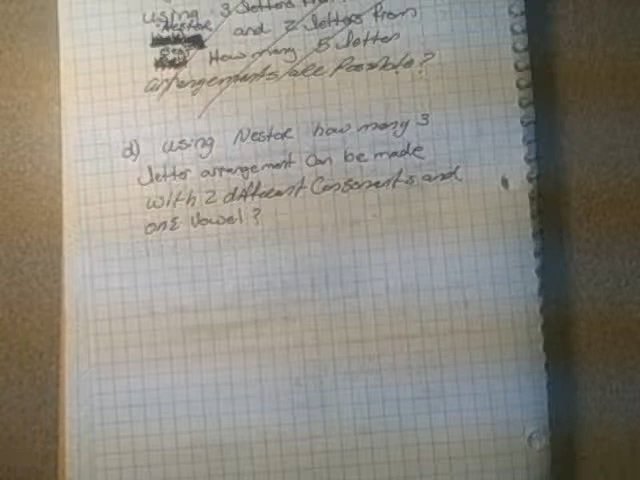 using 3 letters from
Nestor and 2 letters from
How many 5 letter
arrangements are possible?
d) using Nestor how many 3
letter arrangement can be made
with 2 different Consonants and
one vowel?